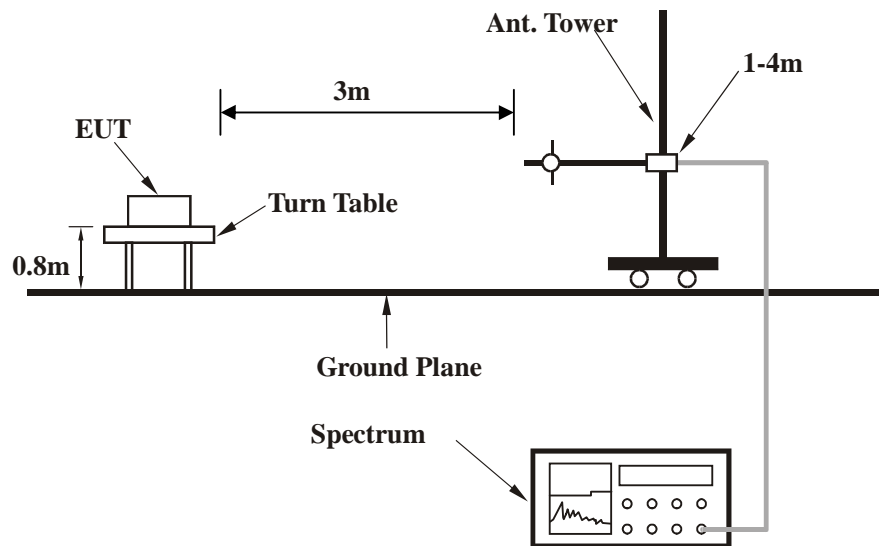 Ant. Tower
1-4m
3m
EUT
Turn Table
0.8m
Ground Plane
Spectrum